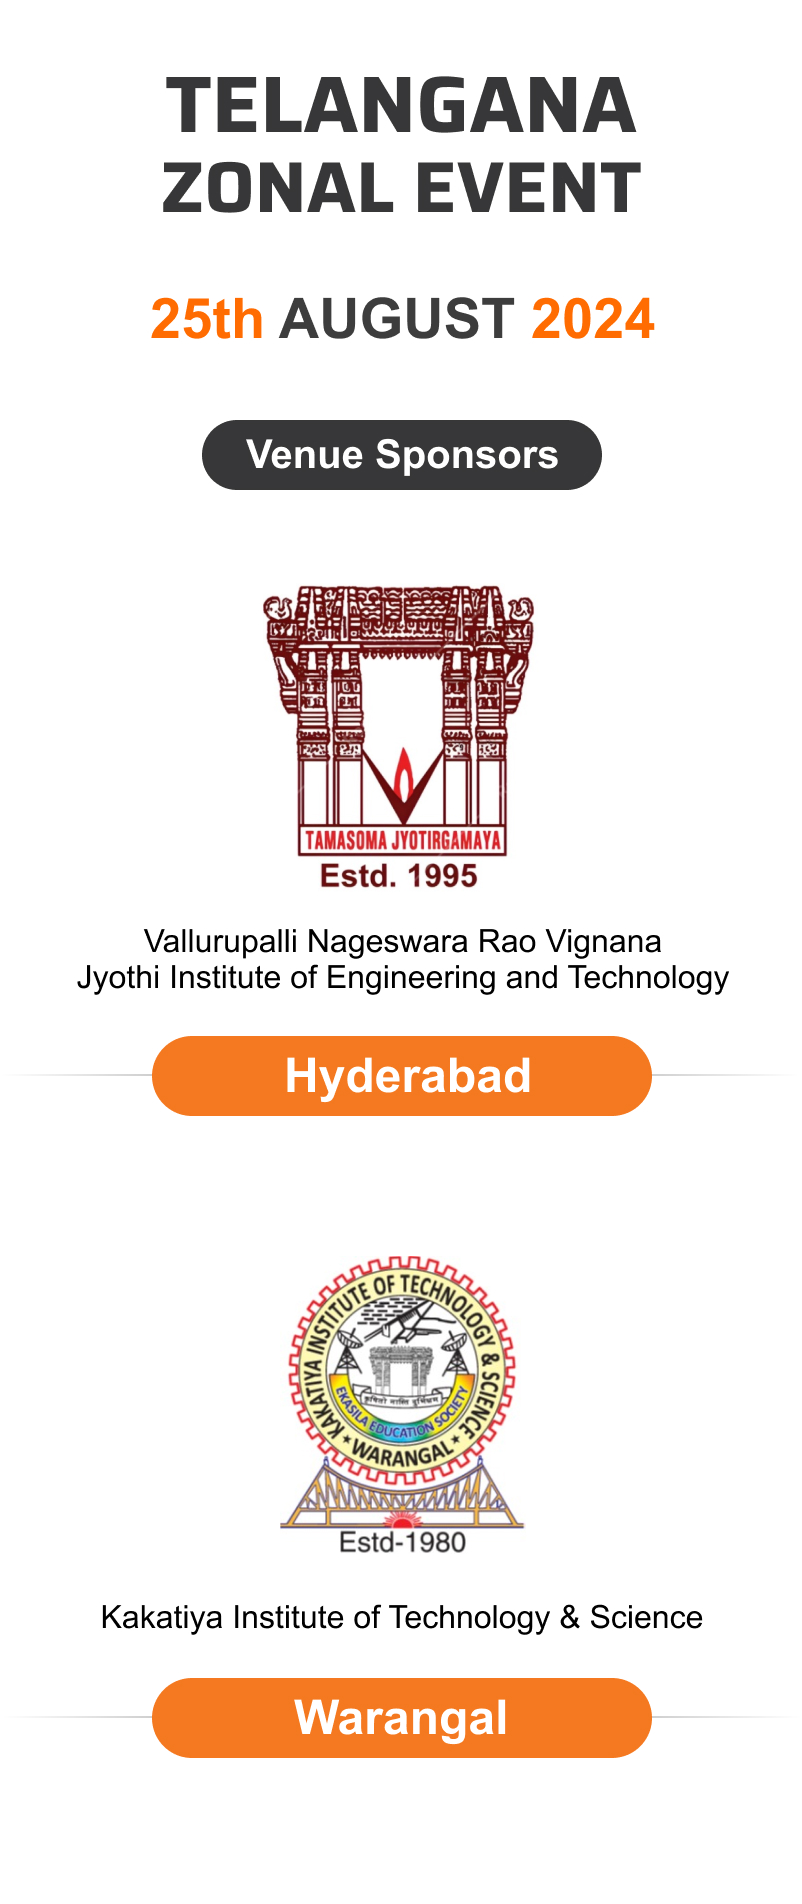 TELANGANA
ZONAL EVENT
25th AUGUST 2024
Venue Sponsors
TAMASOMA JYOTIRGAMAYA
Estd. 1995
Vallurupalli Nageswara Rao Vignana
Jyothi Institute of Engineering and Technology
Hyderabad
KAKATIYA INSTITUTE OF TECHNOLOGY & SCIENCE
EKASILA EDUCATION SOCIETY
★ WARANGAL ★
Estd-1980
Kakatiya Institute of Technology & Science
Warangal